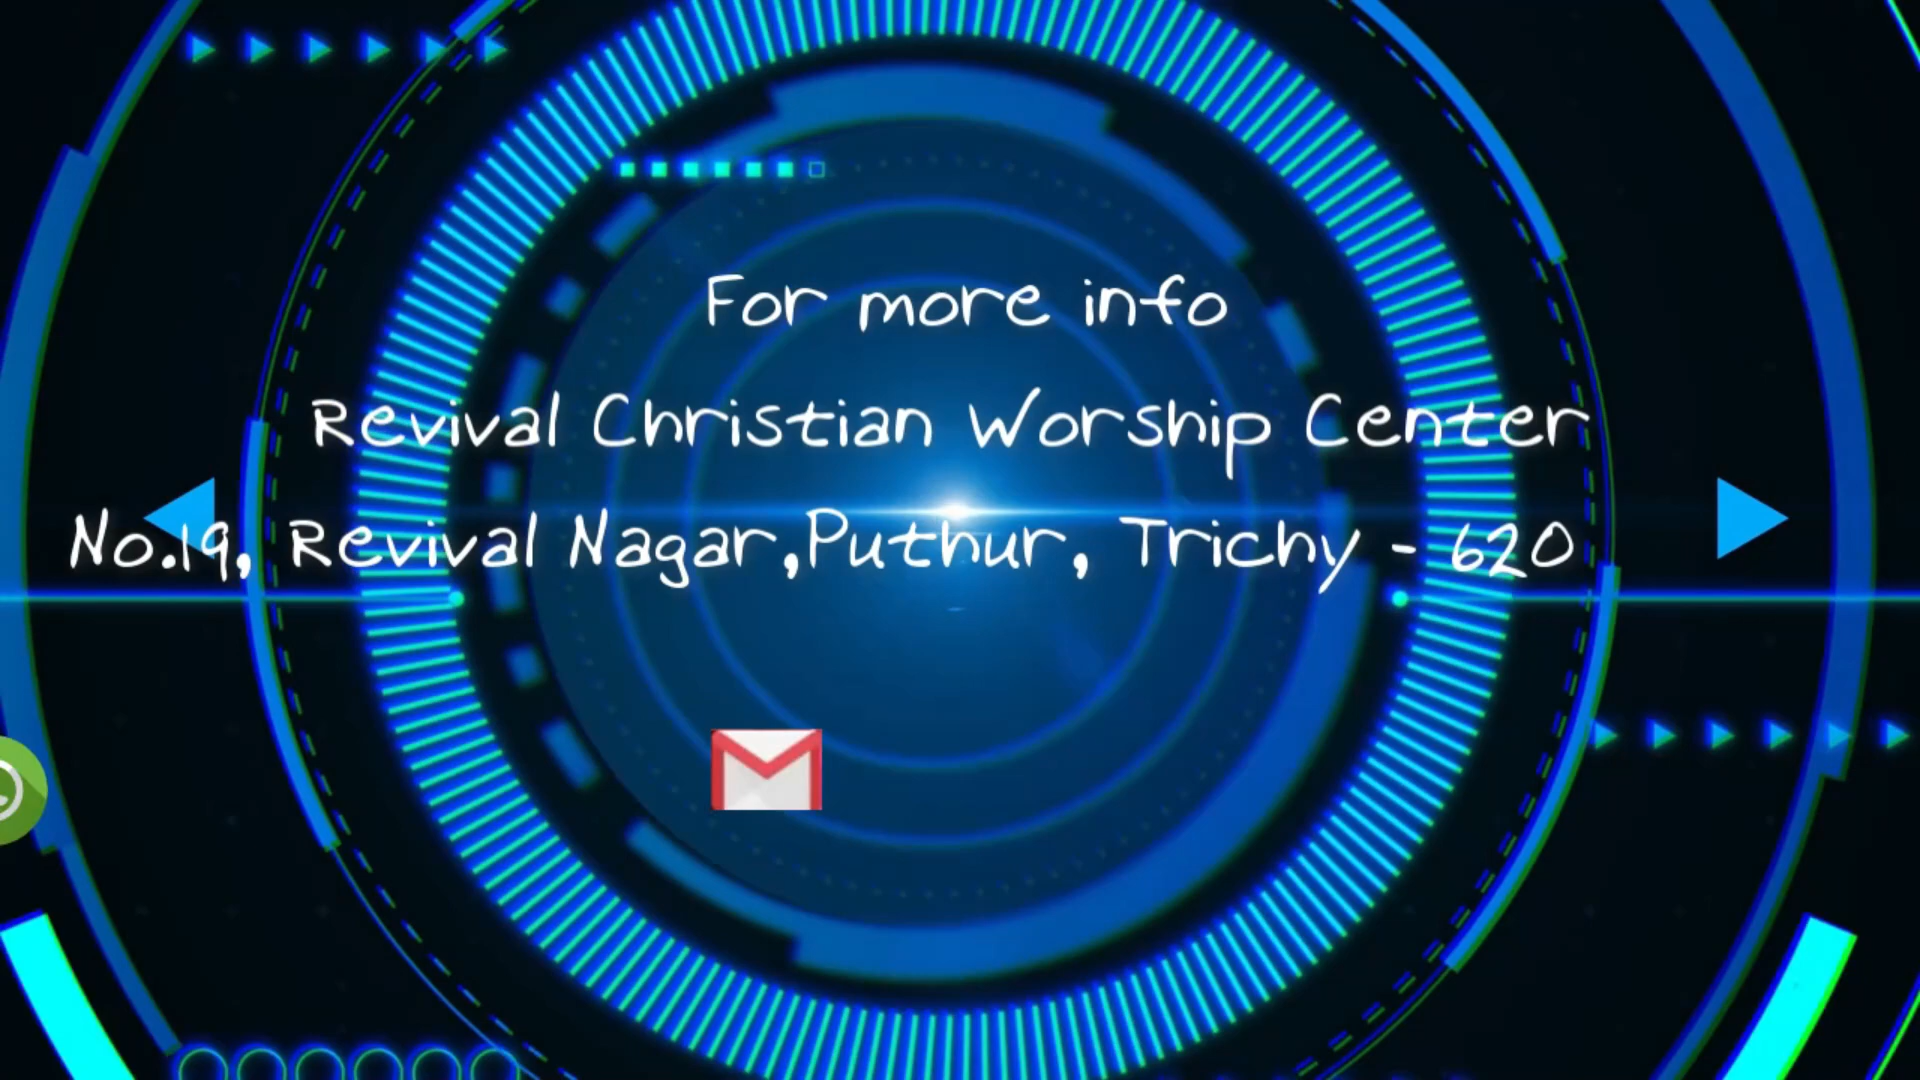 For more info
Revival Christian Worship Center
No.19, Revival Nagar,Puthur, Trichy - 620